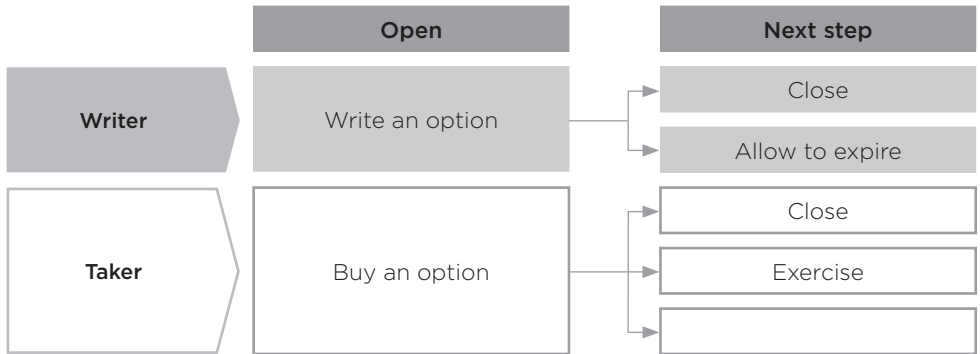 Open
Next step
Writer
Write an option
Close
Allow to expire
Taker
Buy an option
Close
Exercise